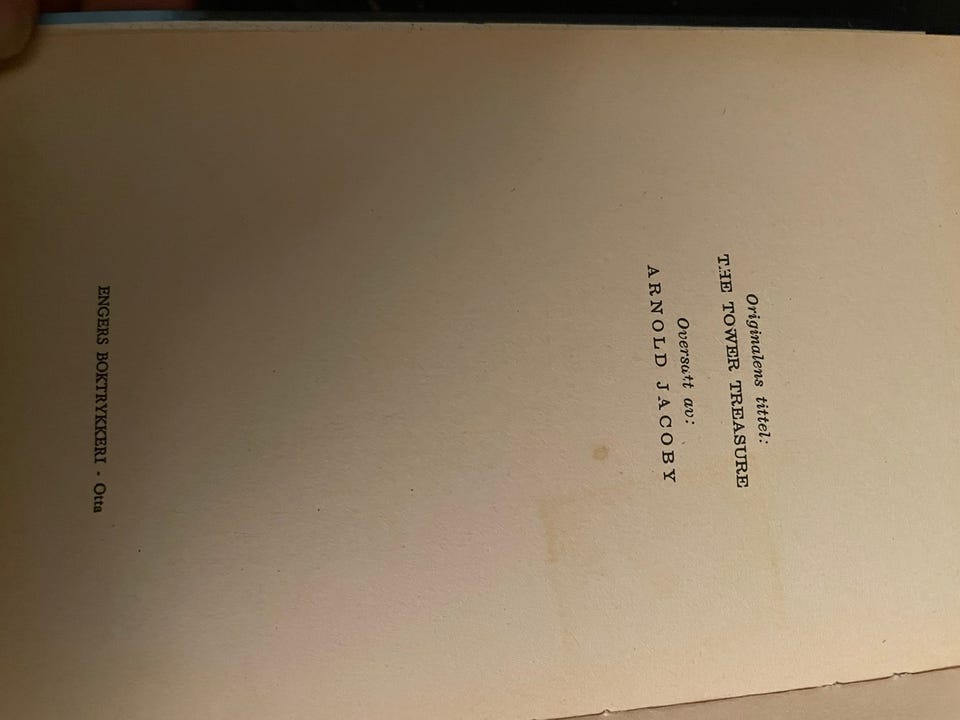 Originalens tittel:
THE TOWER TREASURE
Oversatt av:
ARNOLD JACOBY
ENGERS BOKTRYKKERI - Otta